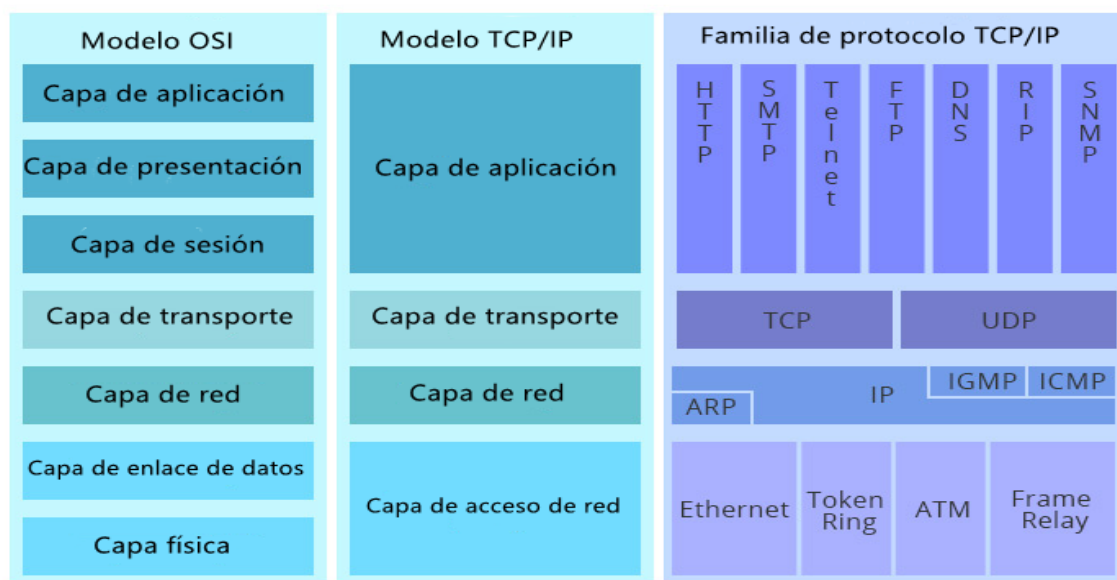 Modelo OSI
Capa de aplicación
Capa de presentación
Capa de sesión
Capa de transporte
Capa de red
Capa de enlace de datos
Capa física
Modelo TCP/IP
Capa de aplicación
Capa de transporte
Capa de red
Capa de acceso de red
Familia de protocolo TCP/IP
HTTP
SMTP
Telnet
FTP
DNS
RIP
SNMP
TCP
UDP
ARP
IP
IGMP
ICMP
Ethernet
Token
Ring
ATM
Frame
Relay